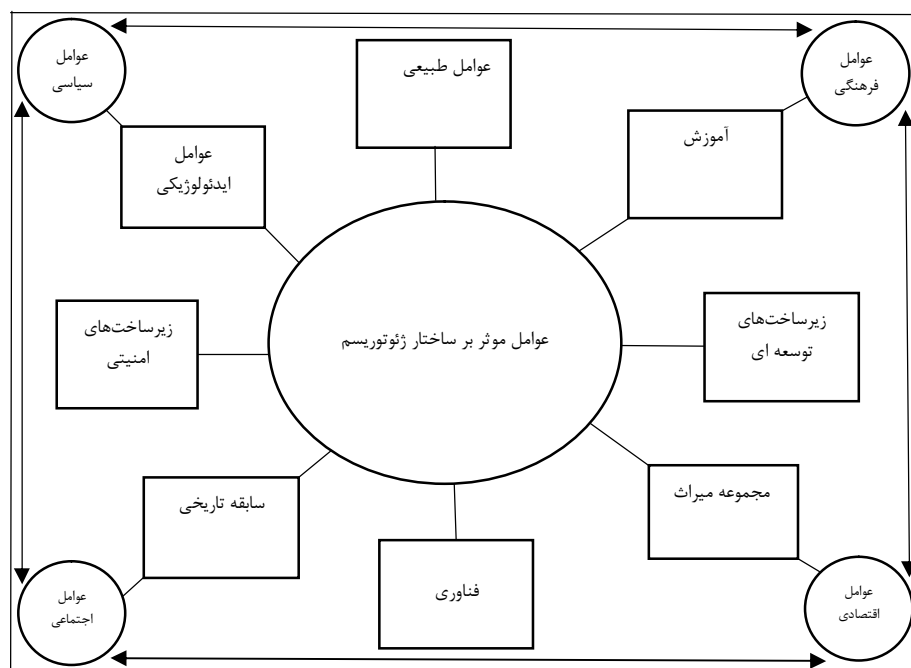 عوامل
فرهنگی
عوامل طبیعی
عوامل
سیاسی
آموزش
عوامل
ایدئولوژیکی
زیرساخت‌های
توسعه ای
عوامل موثر بر ساختار ژئوتوریسم
زیرساخت‌های
امنیتی
مجموعه میراث
سابقه تاریخی
فناوری
عوامل
اقتصادی
عوامل
اجتماعی